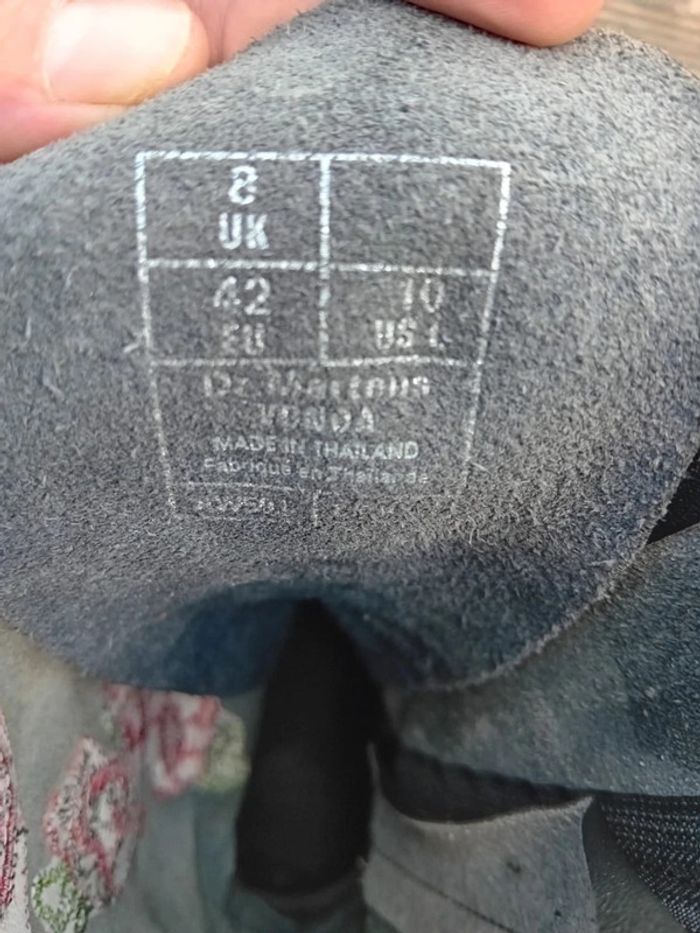 8
UK
42
EU
10
US L
Dr. Martens
VONDA
MADE IN THAILAND
Fabriqué en Thaïlande